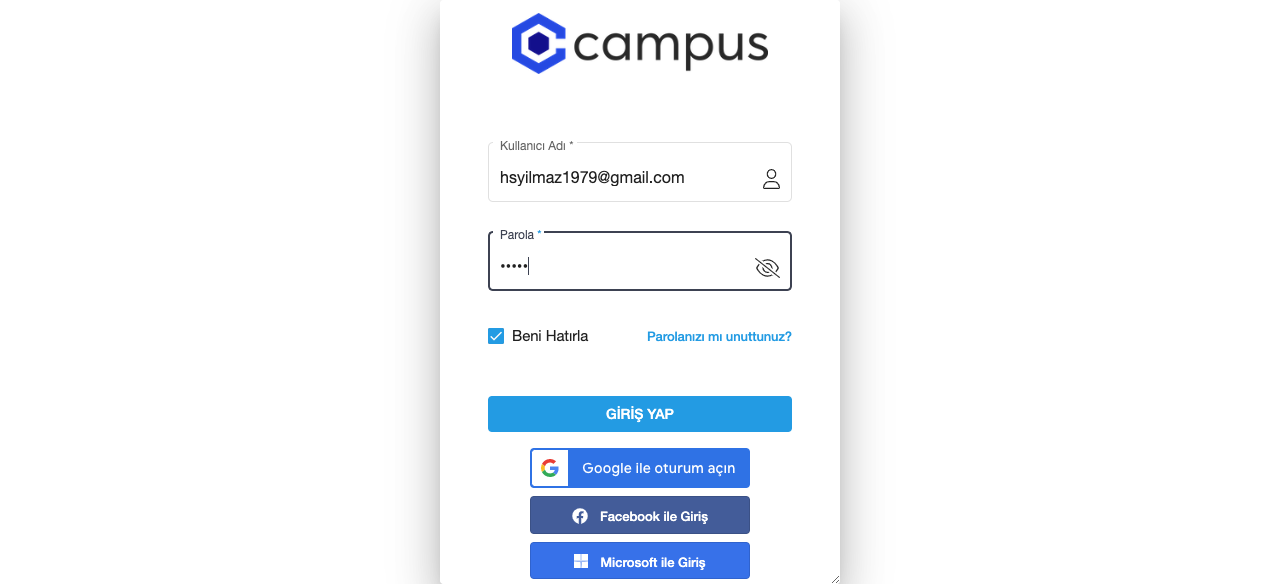 campus
Kullanıcı Adı *
hsyilmaz1979@gmail.com
Parola *
•••••
Beni Hatırla
Parolanızı mı unuttunuz?
GİRİŞ YAP
Google ile oturum açın
Facebook ile Giriş
Microsoft ile Giriş